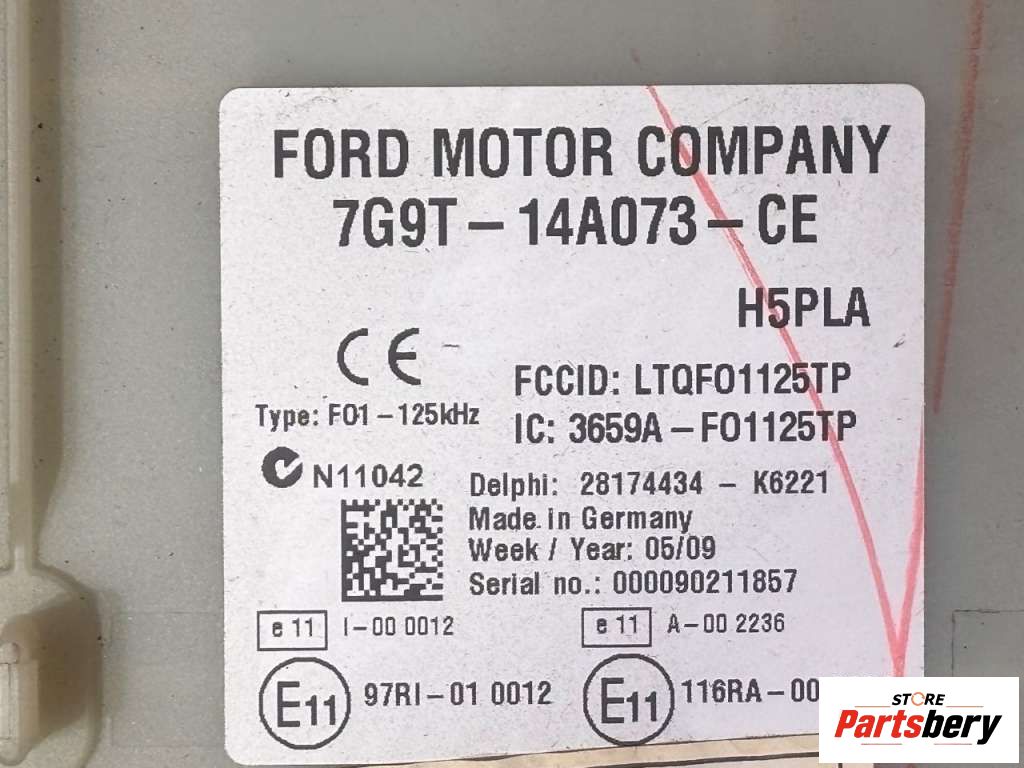 FORD MOTOR COMPANY
7G9T-14A073-CE
H5PLA
CE
FCCID: LTQFO1125TP
Type: F01-125kHz
IC: 3659A-F01125TP
N11042
Delphi: 28174434 - K6221
Made in Germany
Week / Year: 05/09
Serial no.: 000090211857
e 11 I-00 0012
e 11 A-00 2236
E11 97RI-01 0012
E11 116RA-00
STORE
Partsbery